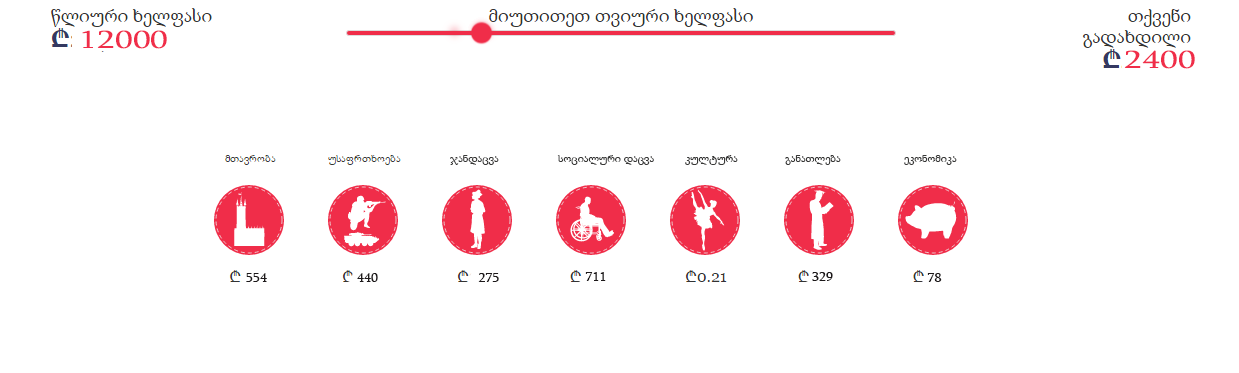 წლიური ხელფასი
₾ 12000
მიუთითეთ თვიური ხელფასი
თქვენი
გადახდილი
₾ 2400
მთავრობა უსაფრთხოება ჯანდაცვა სოციალური დაცვა კულტურა განათლება ეკონომიკა
₾ 554 ₾ 440 ₾ 275 ₾ 711 ₾0.21 ₾ 329 ₾ 78